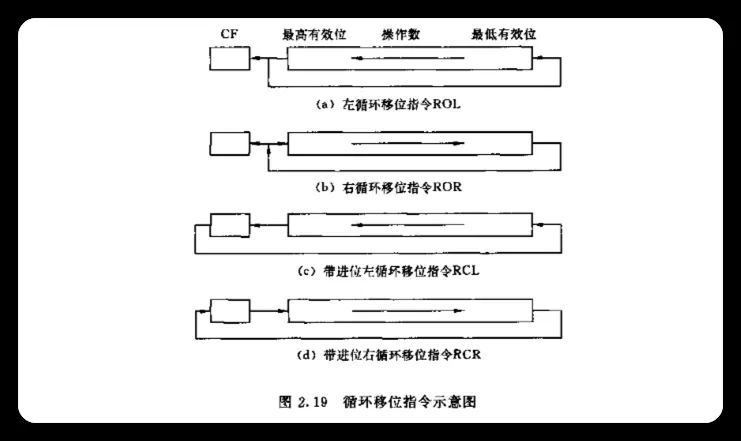 CF 最高有效位 操作数 最低有效位
(a) 左循环移位指令ROL
(b) 右循环移位指令ROR
(c) 带进位左循环移位指令RCL
(d) 带进位右循环移位指令RCR
图 2.19 循环移位指令示意图